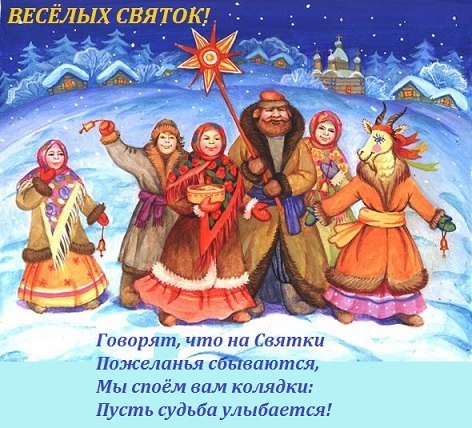 ВЕСЁЛЫХ СВЯТОК!
Говорят, что на Святки
Пожеланья сбываются,
Мы споём вам колядки:
Пусть судьба улыбается!